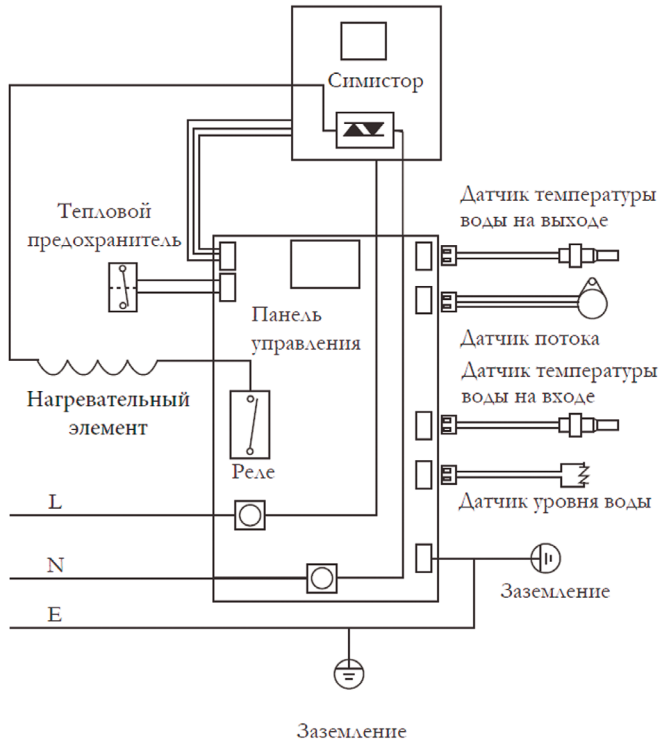 Симистор
Тепловой
предохранитель
Датчик температуры
воды на выходе
Панель
управления
Датчик потока
Датчик температуры
воды на входе
Нагревательный
элемент
Реле
Датчик уровня воды
L
N
Заземление
E
Заземление